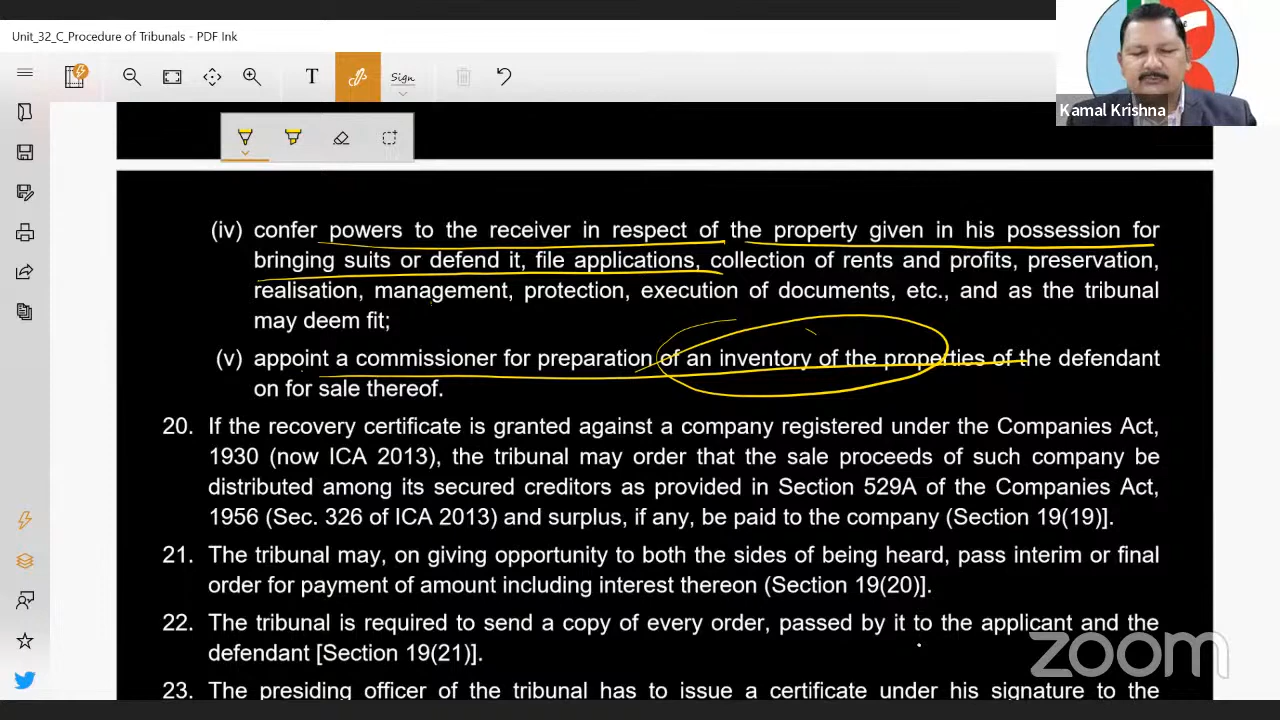 Unit_32_C_Procedure of Tribunals - PDF Ink
T
Sign
Kamal Krishna
(iv) confer powers to the receiver in respect of the property given in his possession for
bringing suits or defend it, file applications, collection of rents and profits, preservation,
realisation, management, protection, execution of documents, etc., and as the tribunal
may deem fit;
(v) appoint a commissioner for preparation of an inventory of the properties of the defendant
on for sale thereof.
20. If the recovery certificate is granted against a company registered under the Companies Act,
1930 (now ICA 2013), the tribunal may order that the sale proceeds of such company be
distributed among its secured creditors as provided in Section 529A of the Companies Act,
1956 (Sec. 326 of ICA 2013) and surplus, if any, be paid to the company (Section 19(19)].
21. The tribunal may, on giving opportunity to both the sides of being heard, pass interim or final
order for payment of amount including interest thereon (Section 19(20)].
22. The tribunal is required to send a copy of every order, passed by it to the applicant and the
defendant [Section 19(21)].
zoom
23. The presiding officer of the tribunal has to issue a certificate under his signature to the